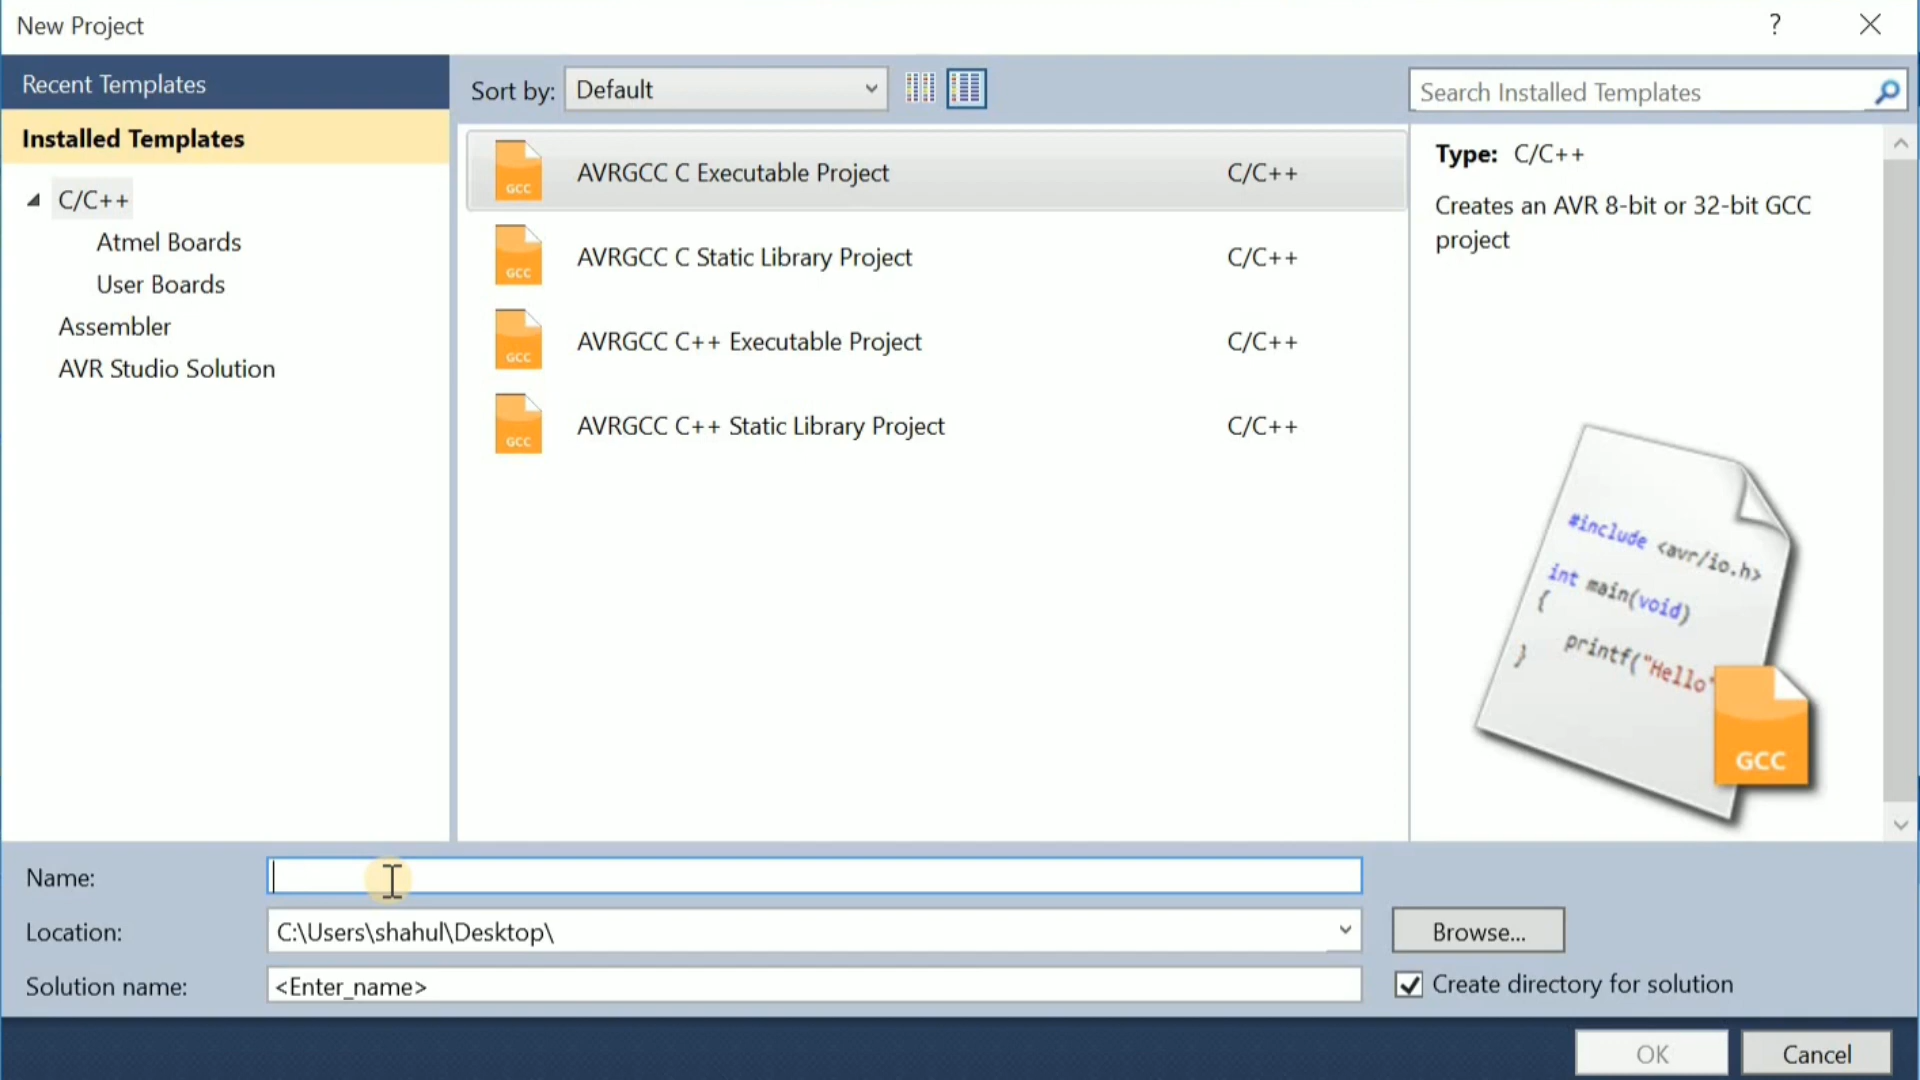 New Project
?
Recent Templates
Installed Templates
C/C++
Atmel Boards
User Boards
Assembler
AVR Studio Solution
Sort by: Default
Search Installed Templates
GCC AVRGCC C Executable Project C/C++
GCC AVRGCC C Static Library Project C/C++
GCC AVRGCC C++ Executable Project C/C++
GCC AVRGCC C++ Static Library Project C/C++
Type: C/C++
Creates an AVR 8-bit or 32-bit GCC
project
#include <avr/io.h>
int main(void)
{
printf("Hello"
}
GCC
Name:
Location: C:\Users\shahul\Desktop\ Browse...
Solution name: <Enter_name> Create directory for solution
OK Cancel